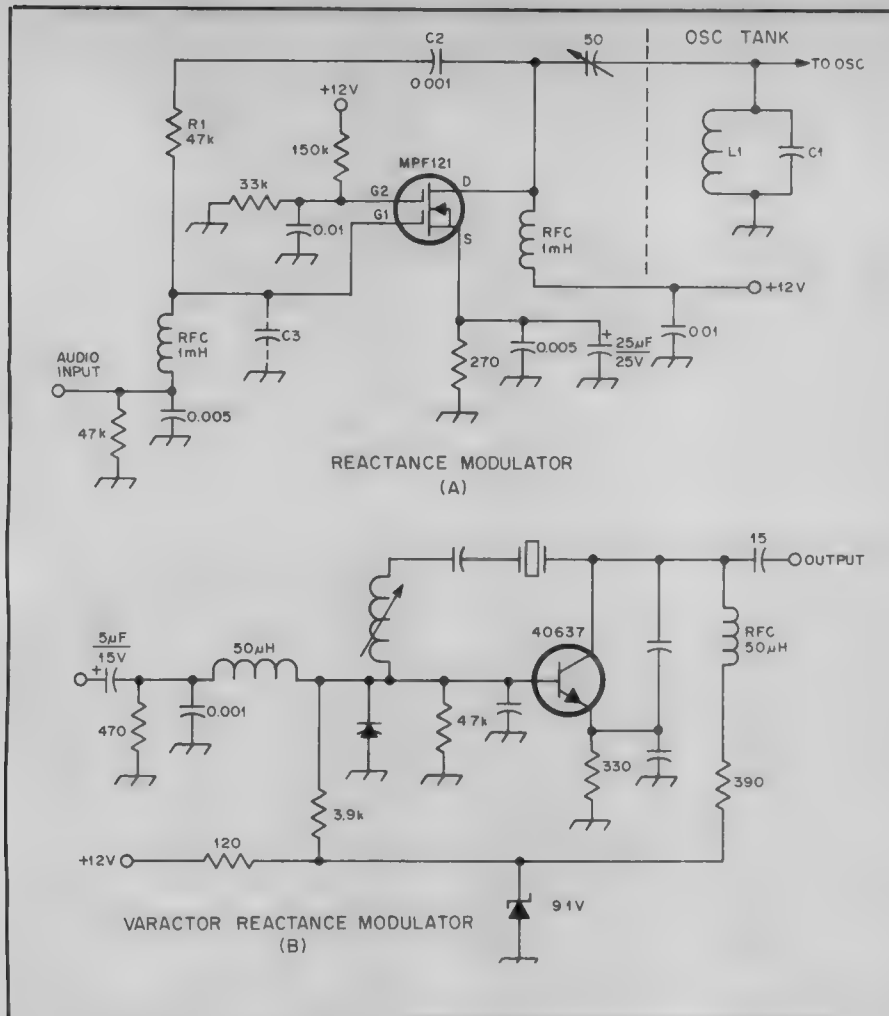 C2
0.001
50
OSC TANK
TO OSC
+12V
R1
47k
150k
MPF121
33k
G2
D
G1
S
0.01
L1
C1
RFC
1mH
+12V
RFC
1mH
C3
AUDIO
INPUT
270
0.005
+
25µF
25V
0.01
47k
0.005
REACTANCE MODULATOR
(A)
15
OUTPUT
40637
RFC
50µH
5µF
15V
+
50µH
470
0.001
47k
330
390
3.9k
120
+12V
91V
VARACTOR REACTANCE MODULATOR
(B)